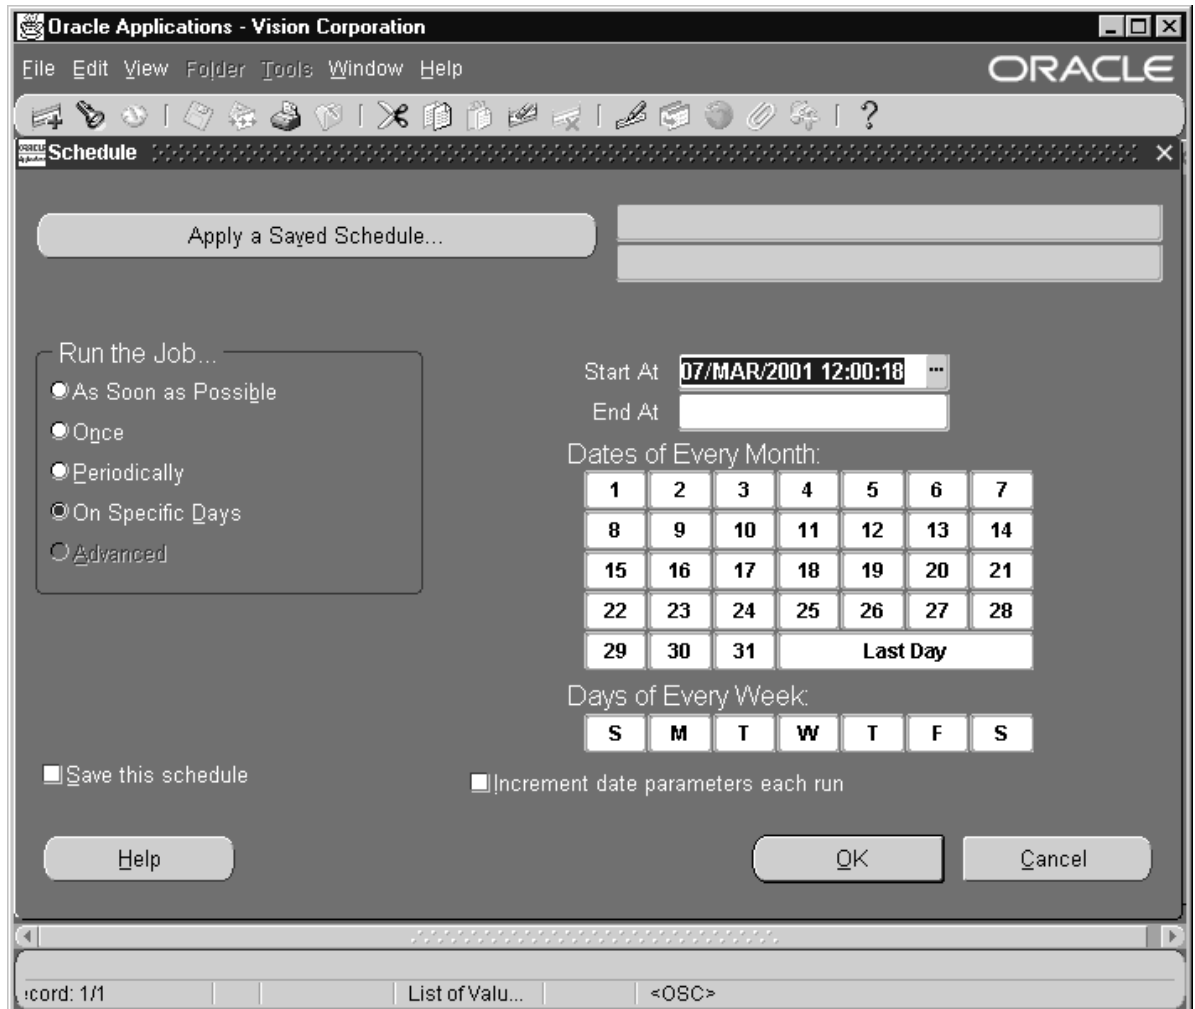 Oracle Applications - Vision Corporation
File Edit View Folder Tools Window Help
ORACLE
Schedule
Apply a Saved Schedule...
Run the Job...
As Soon as Possible
Once
Periodically
On Specific Days
Advanced
Start At 07/MAR/2001 12:00:18
End At
Dates of Every Month:
1 2 3 4 5 6 7
8 9 10 11 12 13 14
15 16 17 18 19 20 21
22 23 24 25 26 27 28
29 30 31 Last Day
Days of Every Week:
S M T W T F S
Save this schedule
Increment date parameters each run
Help
OK
Cancel
cord: 1/1 List of Valu... <OSC>